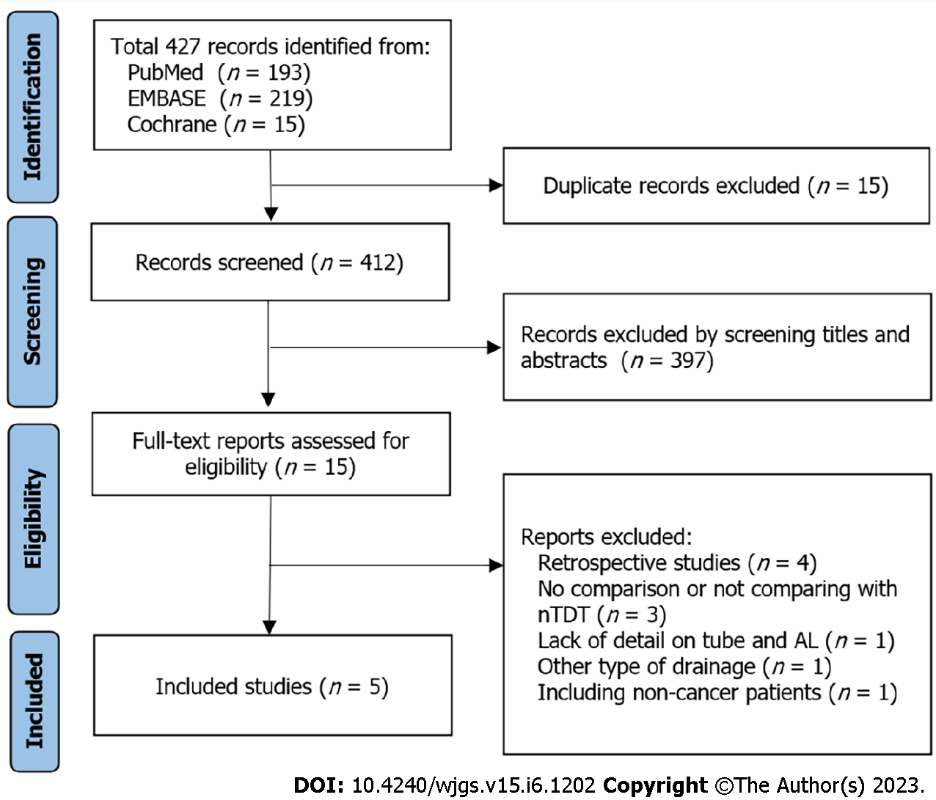 Identification
Total 427 records identified from:
PubMed (n = 193)
EMBASE (n = 219)
Cochrane (n = 15)
Duplicate records excluded (n = 15)
Screening
Records screened (n = 412)
Records excluded by screening titles and
abstracts (n = 397)
Eligibility
Full-text reports assessed for
eligibility (n = 15)
Reports excluded:
Retrospective studies (n = 4)
No comparison or not comparing with
nTDT (n = 3)
Lack of detail on tube and AL (n = 1)
Other type of drainage (n = 1)
Including non-cancer patients (n = 1)
Included
Included studies (n = 5)
DOI: 10.4240/wjgs.v15.i6.1202 Copyright ©The Author(s) 2023.